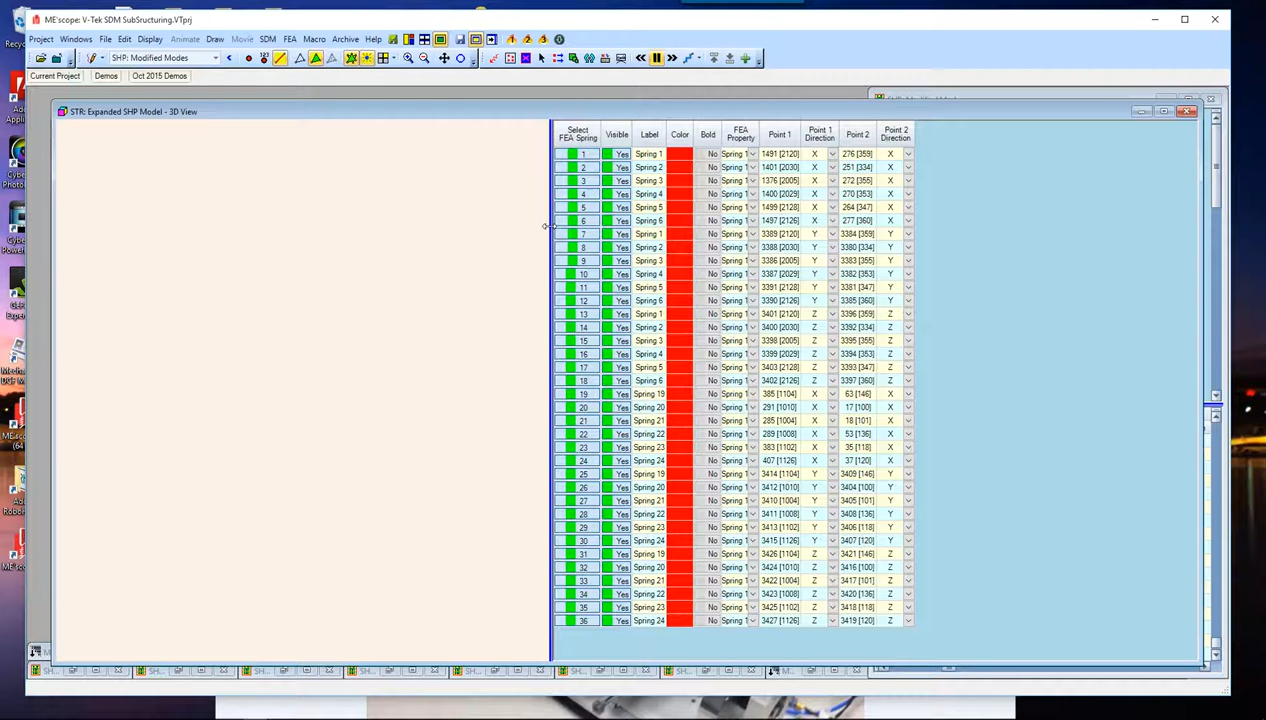 ME'scope: V-Tek SDM SubSructuring.VTprj
Project Windows File Edit Display Animate Draw Movie SDM FEA Macro Archive Help
SHP: Modified Modes
Current Project Demos Oct 2015 Demos
STR: Expanded SHP Model - 3D View
Select FEA Spring Visible Label Color Bold FEA Property Point 1 Point 1 Direction Point 2 Point 2 Direction
1 Yes Spring 1 No Spring 1 1491 [2120] X 276 [359] X
2 Yes Spring 2 No Spring 1 1401 [2030] X 251 [334] X
3 Yes Spring 3 No Spring 1 1376 [2005] X 272 [355] X
4 Yes Spring 4 No Spring 1 1400 [2029] X 270 [353] X
5 Yes Spring 5 No Spring 1 1499 [2128] X 264 [347] X
6 Yes Spring 6 No Spring 1 1497 [2126] X 277 [360] X
7 Yes Spring 1 No Spring 1 3389 [2120] Y 3384 [359] Y
8 Yes Spring 2 No Spring 1 3388 [2030] Y 3380 [334] Y
9 Yes Spring 3 No Spring 1 3386 [2005] Y 3383 [355] Y
10 Yes Spring 4 No Spring 1 3387 [2029] Y 3382 [353] Y
11 Yes Spring 5 No Spring 1 3391 [2128] Y 3381 [347] Y
12 Yes Spring 6 No Spring 1 3390 [2126] Y 3385 [360] Y
13 Yes Spring 1 No Spring 1 3401 [2120] Z 3396 [359] Z
14 Yes Spring 2 No Spring 1 3400 [2030] Z 3392 [334] Z
15 Yes Spring 3 No Spring 1 3398 [2005] Z 3395 [355] Z
16 Yes Spring 4 No Spring 1 3399 [2029] Z 3394 [353] Z
17 Yes Spring 5 No Spring 1 3403 [2128] Z 3393 [347] Z
18 Yes Spring 6 No Spring 1 3402 [2126] Z 3397 [360] Z
19 Yes Spring 19 No Spring 1 385 [1104] X 63 [146] X
20 Yes Spring 20 No Spring 1 291 [1010] X 17 [100] X
21 Yes Spring 21 No Spring 1 285 [1004] X 18 [101] X
22 Yes Spring 22 No Spring 1 289 [1008] X 53 [136] X
23 Yes Spring 23 No Spring 1 383 [1102] X 35 [118] X
24 Yes Spring 24 No Spring 1 407 [1126] X 37 [120] X
25 Yes Spring 19 No Spring 1 3414 [1104] Y 3409 [146] Y
26 Yes Spring 20 No Spring 1 3412 [1010] Y 3404 [100] Y
27 Yes Spring 21 No Spring 1 3410 [1004] Y 3405 [101] Y
28 Yes Spring 22 No Spring 1 3411 [1008] Y 3408 [136] Y
29 Yes Spring 23 No Spring 1 3413 [1102] Y 3406 [118] Y
30 Yes Spring 24 No Spring 1 3415 [1126] Y 3407 [120] Y
31 Yes Spring 19 No Spring 1 3426 [1104] Z 3421 [146] Z
32 Yes Spring 20 No Spring 1 3424 [1010] Z 3416 [100] Z
33 Yes Spring 21 No Spring 1 3422 [1004] Z 3417 [101] Z
34 Yes Spring 22 No Spring 1 3423 [1008] Z 3420 [136] Z
35 Yes Spring 23 No Spring 1 3425 [1102] Z 3418 [118] Z
36 Yes Spring 24 No Spring 1 3427 [1126] Z 3419 [120] Z